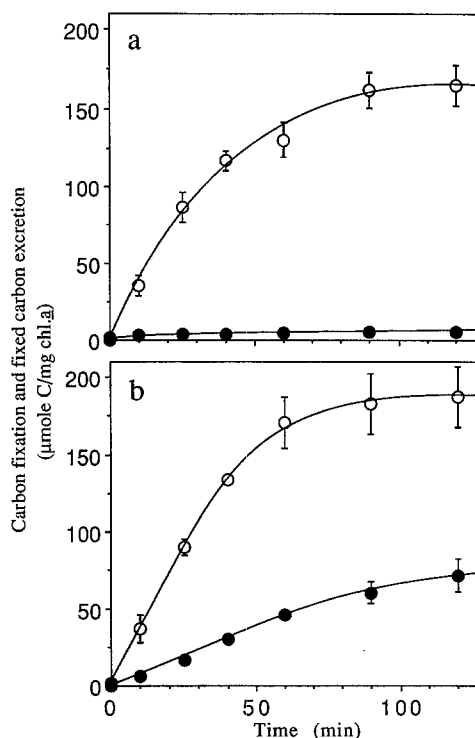 Carbon fixation and fixed carbon excretion
(μmole C/mg chl.a)
a
200
150
100
50
0
b
200
150
100
50
0
0 50 100
Time (min)